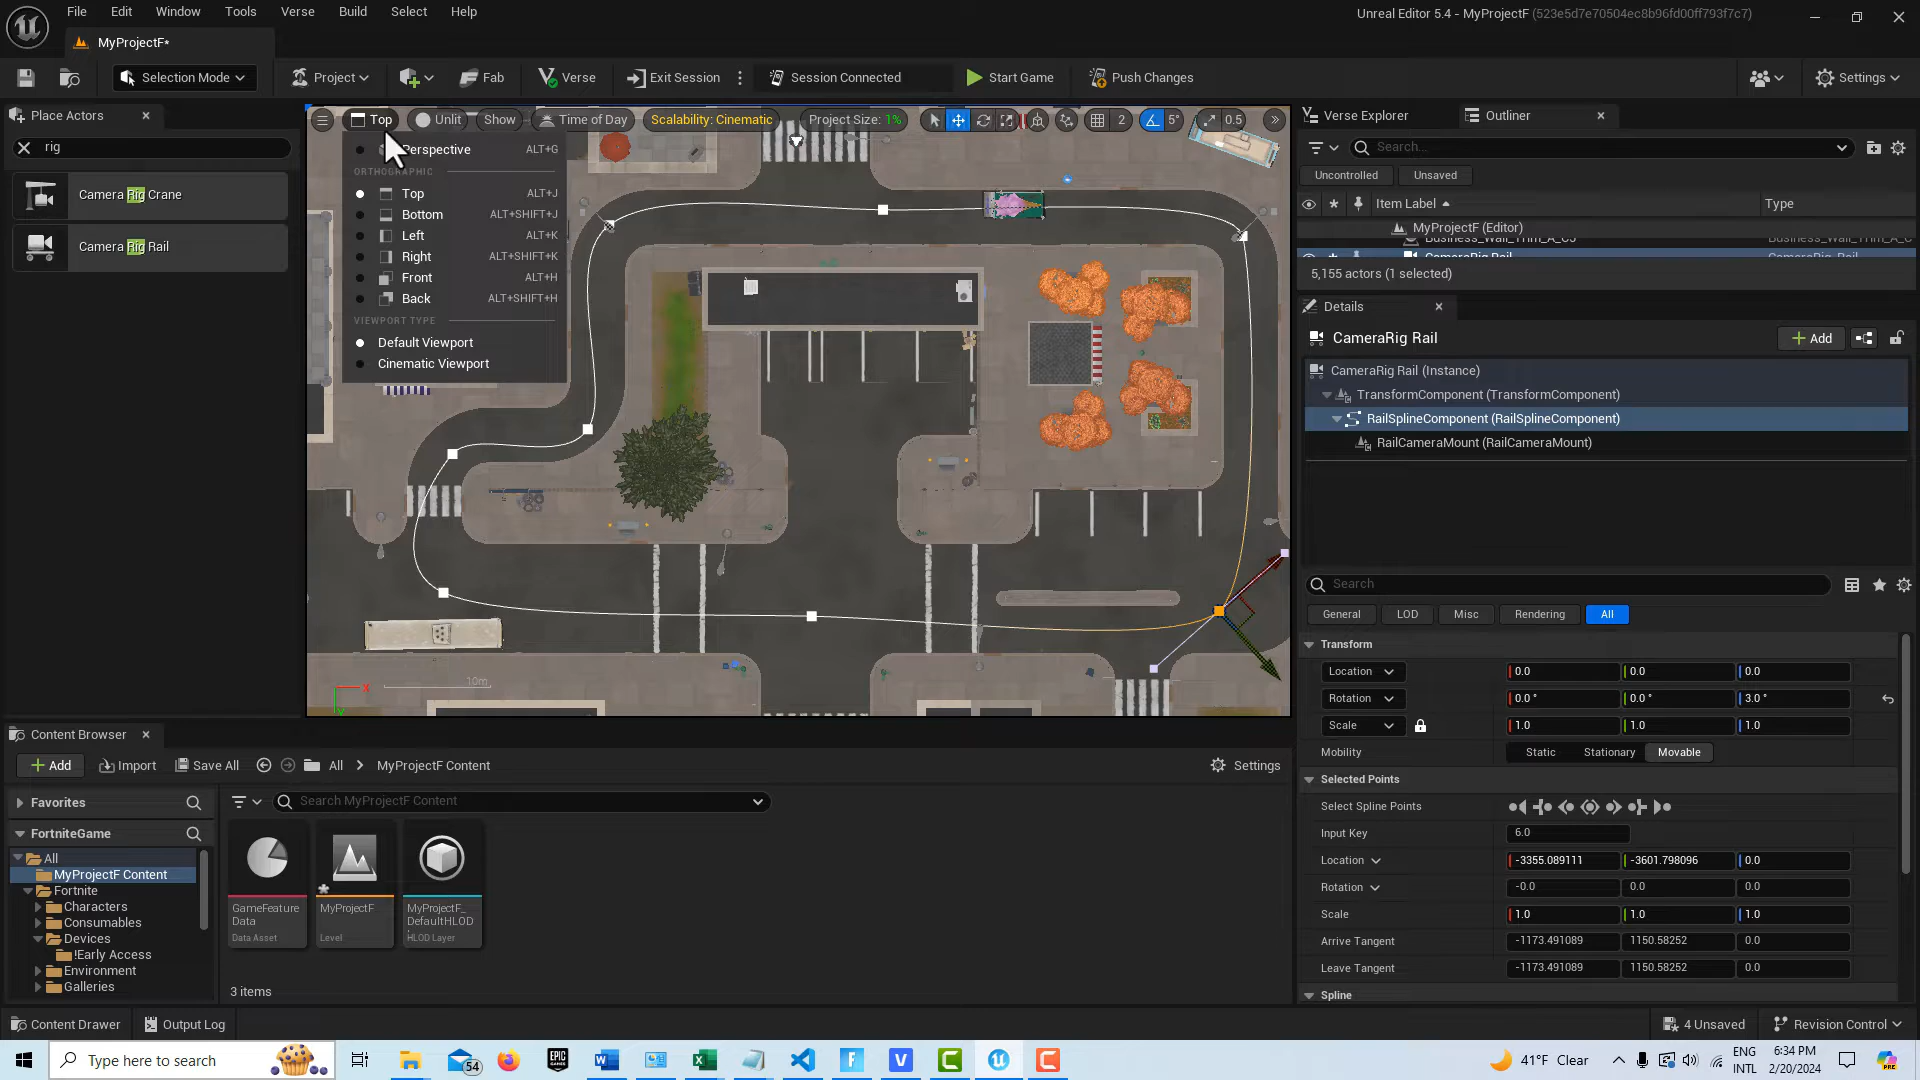 File Edit Window Tools Verse Build Select Help
Unreal Editor 5.4 - MyProjectF (523e5d7e70504ec8b96fd00ff793f7c7)
MyProjectF*
Selection Mode Project Fab Verse Exit Session Session Connected Start Game Push Changes Settings
Place Actors
rig
Camera Rig Crane
Camera Rig Rail
Top Unlit Show Time of Day Scalability: Cinematic Project Size: 1% 2 5° 0.5
Perspective ALT+G
ORTHOGRAPHIC
Top ALT+J
Bottom ALT+SHIFT+J
Left ALT+K
Right ALT+SHIFT+K
Front ALT+H
Back ALT+SHIFT+H
VIEWPORT TYPE
Default Viewport
Cinematic Viewport
10m
X
Verse Explorer Outliner
Search...
Uncontrolled Unsaved
Item Label Type
MyProjectF (Editor)
5,155 actors (1 selected)
Details
CameraRig Rail
Add
CameraRig Rail (Instance)
TransformComponent (TransformComponent)
RailSplineComponent (RailSplineComponent)
RailCameraMount (RailCameraMount)
Search
General LOD Misc Rendering All
Transform
Location 0.0 0.0 0.0
Rotation 0.0 ° 0.0 ° 3.0 °
Scale 1.0 1.0 1.0
Mobility Static Stationary Movable
Selected Points
Select Spline Points
Input Key 6.0
Location -3355.089111 -3601.798096 0.0
Rotation -0.0 0.0 0.0
Scale 1.0 1.0 1.0
Arrive Tangent -1173.491089 1150.58252 0.0
Leave Tangent -1173.491089 1150.58252 0.0
Spline
Content Browser
Add Import Save All All MyProjectF Content Settings
Favorites
Search MyProjectF Content
FortniteGame
All
MyProjectF Content
Fortnite
Characters
Consumables
Devices
!Early Access
Environment
Galleries
GameFeature
Data
Data Asset
MyProjectF
Level
MyProjectF_
DefaultHLOD
HLOD Layer
3 items
Content Drawer Output Log 4 Unsaved Revision Control
Type here to search
54
41°F Clear
ENG
INTL
6:34 PM
2/20/2024
PRE